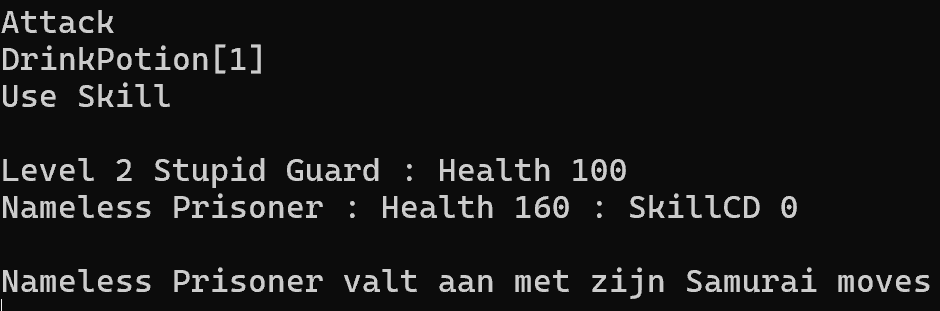 Attack
DrinkPotion[1]
Use Skill
Level 2 Stupid Guard : Health 100
Nameless Prisoner : Health 160 : SkillCD 0
Nameless Prisoner valt aan met zijn Samurai moves